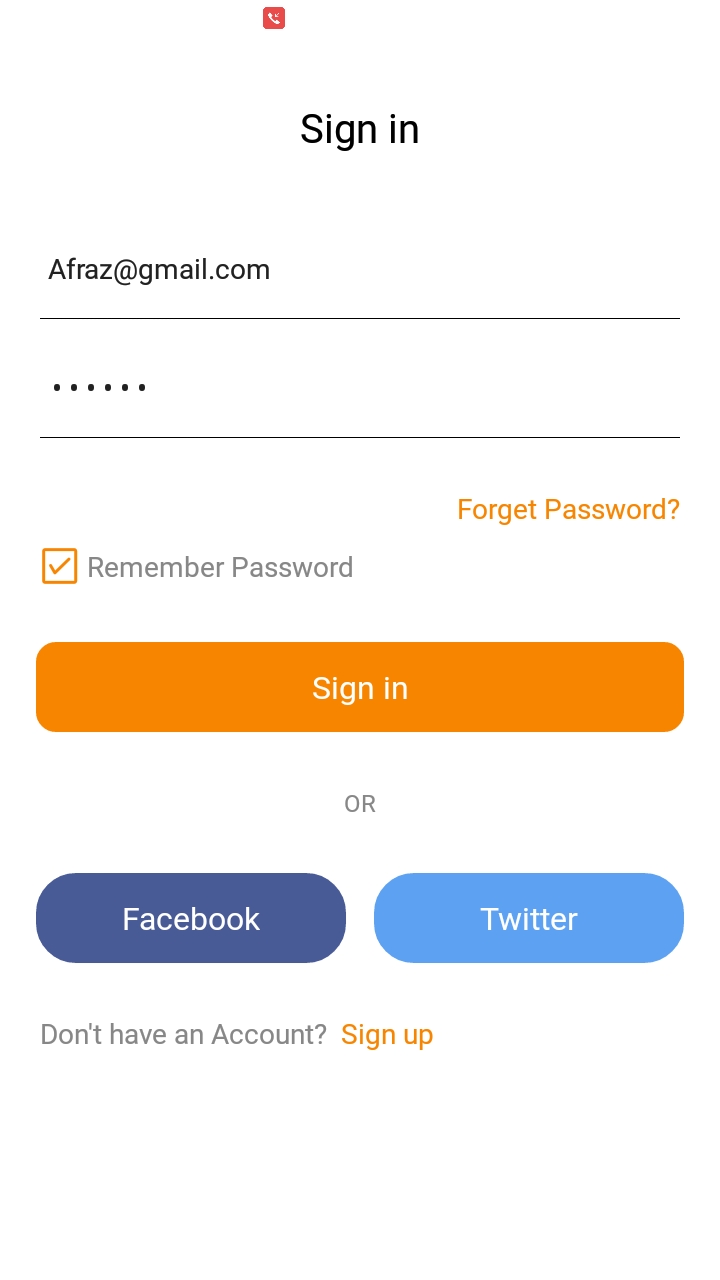 Sign in
Afraz@gmail.com
••••••
Forget Password?
Remember Password
Sign in
OR
Facebook Twitter
Don't have an Account? Sign up